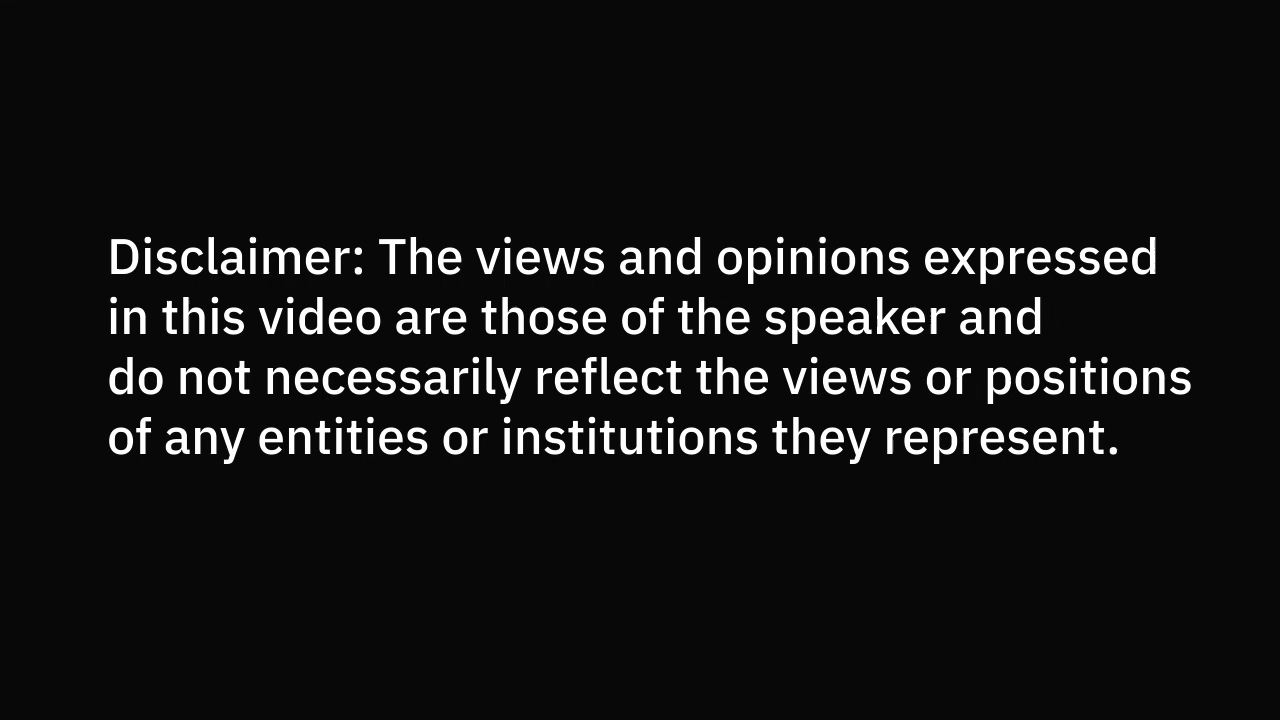 Disclaimer: The views and opinions expressed
in this video are those of the speaker and
do not necessarily reflect the views or positions
of any entities or institutions they represent.